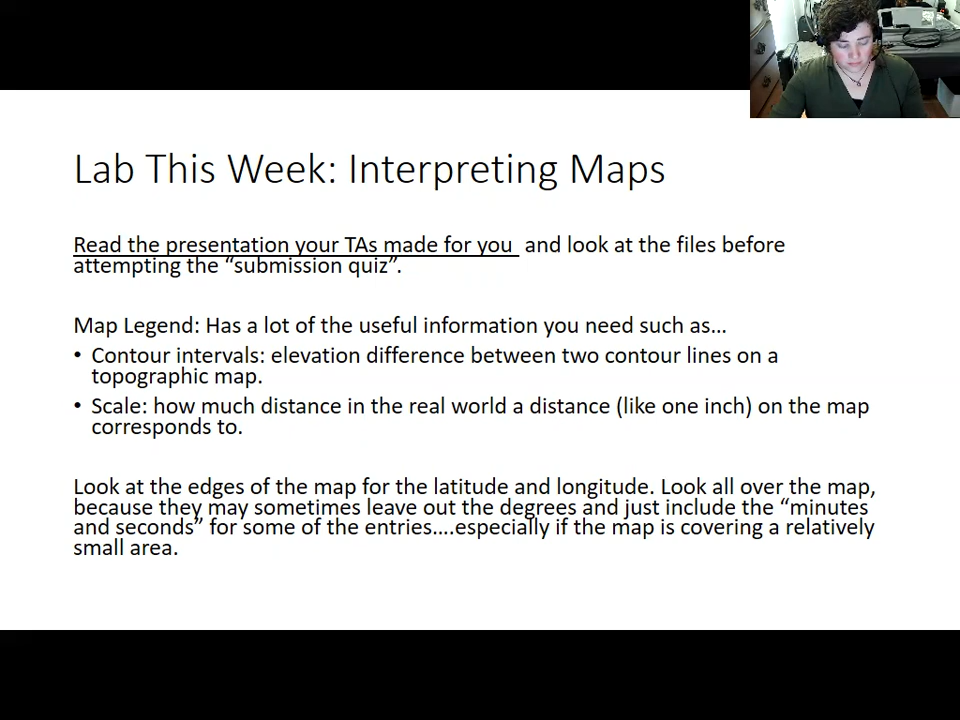 Lab This Week: Interpreting Maps
Read the presentation your TAs made for you and look at the files before
attempting the “submission quiz”.
Map Legend: Has a lot of the useful information you need such as…
• Contour intervals: elevation difference between two contour lines on a
topographic map.
• Scale: how much distance in the real world a distance (like one inch) on the map
corresponds to.
Look at the edges of the map for the latitude and longitude. Look all over the map,
because they may sometimes leave out the degrees and just include the “minutes
and seconds” for some of the entries….especially if the map is covering a relatively
small area.